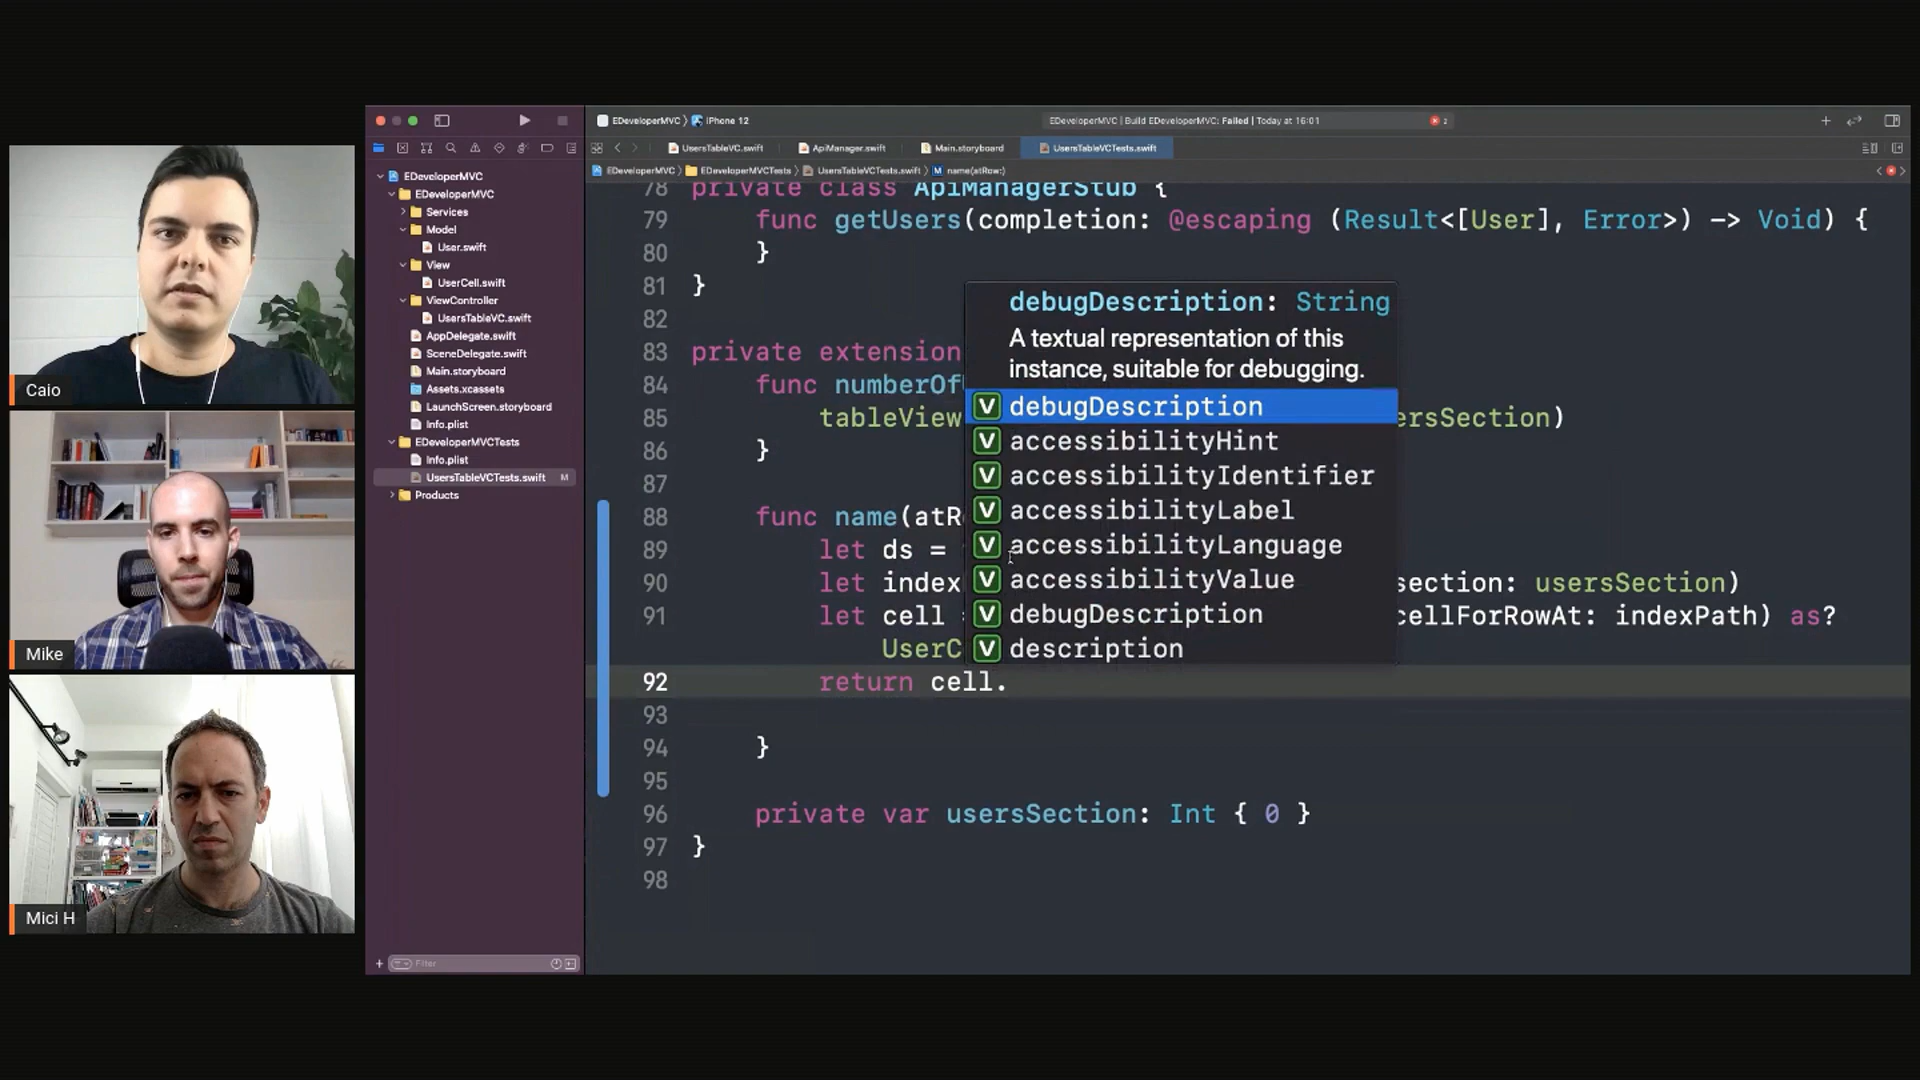 Caio
Mike
Mici H
EDeveloperMVC
EDeveloperMVC
Services
Model
User.swift
View
UserCell.swift
ViewController
UsersTableVC.swift
AppDelegate.swift
SceneDelegate.swift
Main.storyboard
Assets.xcassets
LaunchScreen.storyboard
Info.plist
EDeveloperMVCTests
Info.plist
UsersTableVCTests.swift M
Products
Filter
EDeveloperMVC iPhone 12
EDeveloperMVC | Build EDeveloperMVC: Failed | Today at 16:01 2
UsersTableVC.swift ApiManager.swift Main.storyboard UsersTableVCTests.swift
EDeveloperMVC EDeveloperMVCTests UsersTableVCTests.swift M name(atRow:)
78 private class ApiManagerStub {
79 func getUsers(completion: @escaping (Result<[User], Error>) -> Void) {
80 }
81 }
82
83 private extension
84 func numberOf
85 tableView ersSection)
86 }
87
88 func name(atR
89 let ds =
90 let index section: usersSection)
91 let cell cellForRowAt: indexPath) as?
UserC
92 return cell.
93
94 }
95
96 private var usersSection: Int { 0 }
97 }
98
debugDescription: String
A textual representation of this
instance, suitable for debugging.
V debugDescription
V accessibilityHint
V accessibilityIdentifier
V accessibilityLabel
V accessibilityLanguage
V accessibilityValue
V debugDescription
V description